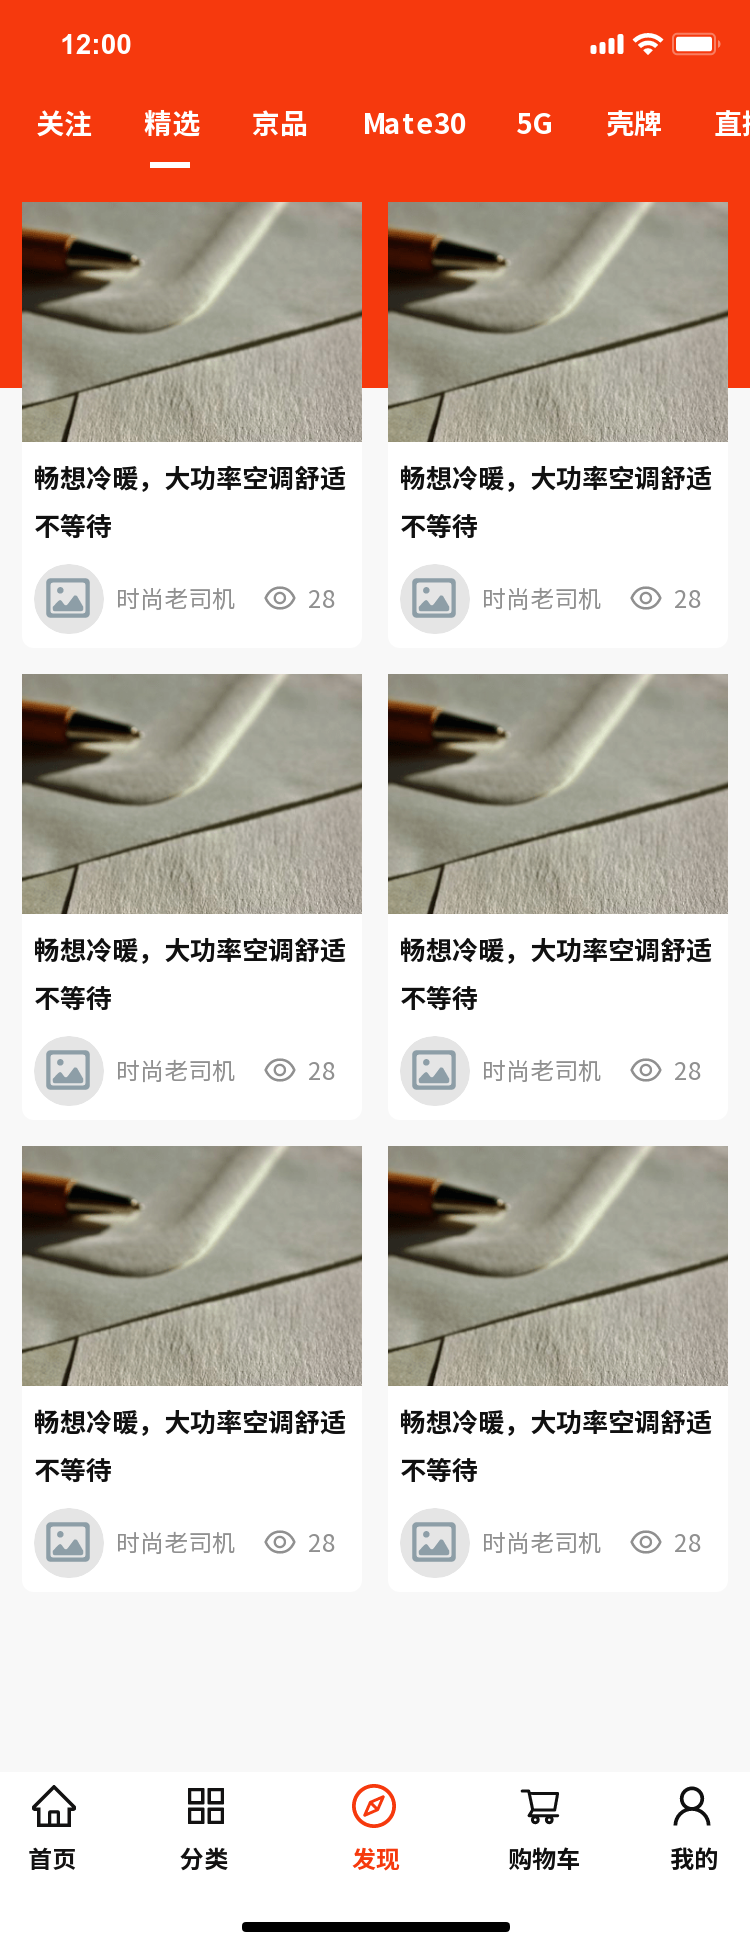 12:00
关注 精选 京品 Mate30 5G 壳牌 直
畅想冷暖，大功率空调舒适 畅想冷暖，大功率空调舒适
不等待 不等待
时尚老司机 28 时尚老司机 28
畅想冷暖，大功率空调舒适 畅想冷暖，大功率空调舒适
不等待 不等待
时尚老司机 28 时尚老司机 28
畅想冷暖，大功率空调舒适 畅想冷暖，大功率空调舒适
不等待 不等待
时尚老司机 28 时尚老司机 28
首页 分类 发现 购物车 我的